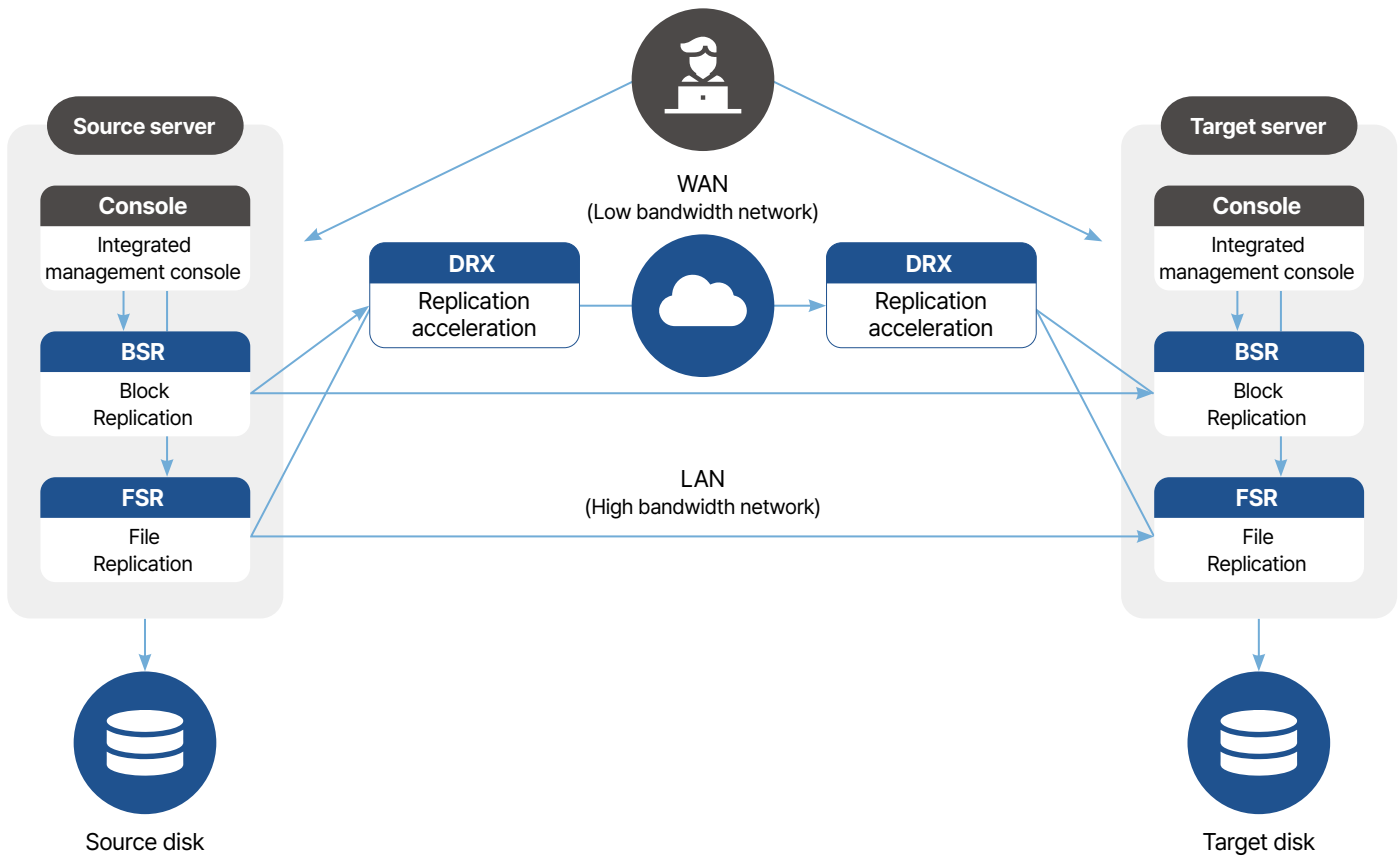 Source server
Console
Integrated
management console
BSR
Block
Replication
FSR
File
Replication
Source disk
WAN
(Low bandwidth network)
DRX
Replication
acceleration
DRX
Replication
acceleration
LAN
(High bandwidth network)
Target server
Console
Integrated
management console
BSR
Block
Replication
FSR
File
Replication
Target disk